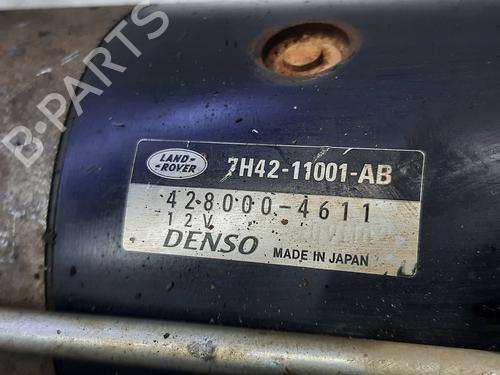 B-PARTS
LAND-
ROVER
7H42-11001-AB
428000-4611
12V
DENSO
MADE IN JAPAN